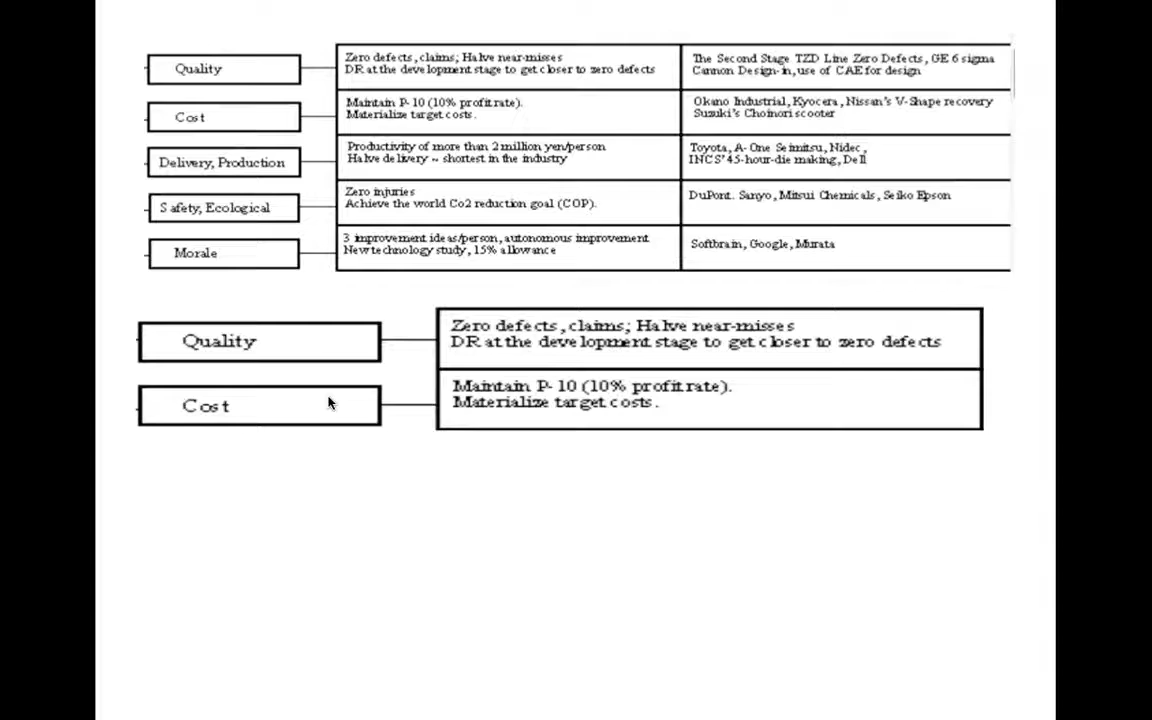 Quality
Zero defects, claims; Halve near-misses
DR at the development stage to get closer to zero defects
The Second Stage TZD Line Zero Defects, GE 6 sigma
Cannon Design-in, use of CAE for design
Cost
Maintain P-10 (10% profit rate).
Materialize target costs.
Okano Industrial, Kyocera, Nissan's V-Shape recovery
Suzuki's Choinori scooter
Delivery, Production
Productivity of more than 2 million yen/person
Halve delivery ~ shortest in the industry
Toyota, A-One Seimitsu, Nidec,
INCS' 45-hour-die making, Dell
Safety, Ecological
Zero injuries
Achieve the world Co2 reduction goal (COP).
DuPont. Sanyo, Mitsui Chemicals, Seiko Epson
Morale
3 improvement ideas/person, autonomous improvement
New technology study, 15% allowance
Softbrain, Google, Murata
Quality
Zero defects, claims; Halve near-misses
DR at the development stage to get closer to zero defects
Cost
Maintain P-10 (10% profit rate).
Materialize target costs.